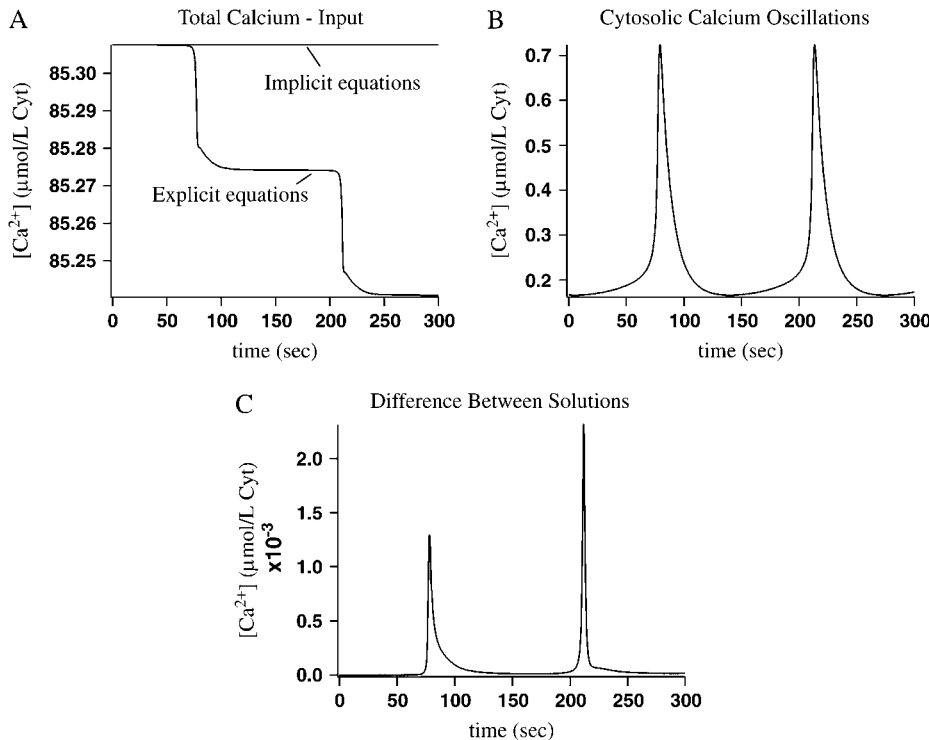 A
Total Calcium - Input
[Ca²⁺] (μmol/L Cyt)
85.30
85.29
85.28
85.27
85.26
85.25
Implicit equations
Explicit equations
0 50 100 150 200 250 300
time (sec)
B
Cytosolic Calcium Oscillations
[Ca²⁺] (μmol/L Cyt)
0.7
0.6
0.5
0.4
0.3
0.2
0 50 100 150 200 250 300
time (sec)
C
Difference Between Solutions
[Ca²⁺] (μmol/L Cyt)
x10⁻³
2.0
1.5
1.0
0.5
0.0
0 50 100 150 200 250 300
time (sec)